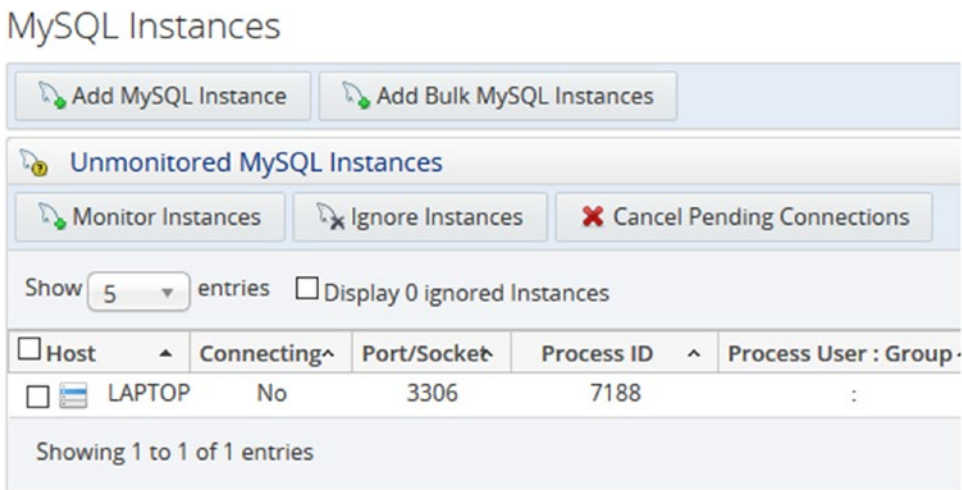 MySQL Instances
Add MySQL Instance Add Bulk MySQL Instances
Unmonitored MySQL Instances
Monitor Instances Ignore Instances Cancel Pending Connections
Show 5 entries Display 0 ignored Instances
Host Connecting Port/Socket Process ID Process User : Group
LAPTOP No 3306 7188 :
Showing 1 to 1 of 1 entries